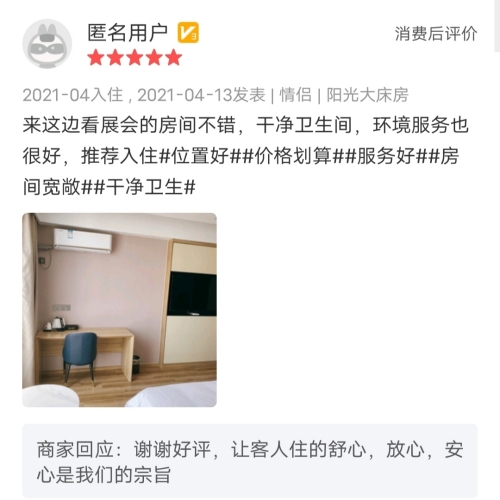 匿名用户 V3
消费后评价
2021-04入住 , 2021-04-13发表 | 情侣 | 阳光大床房
来这边看展会的房间不错，干净卫生间，环境服务也
很好，推荐入住#位置好##价格划算##服务好##房
间宽敞##干净卫生#
商家回应：谢谢好评，让客人住的舒心，放心，安
心是我们的宗旨